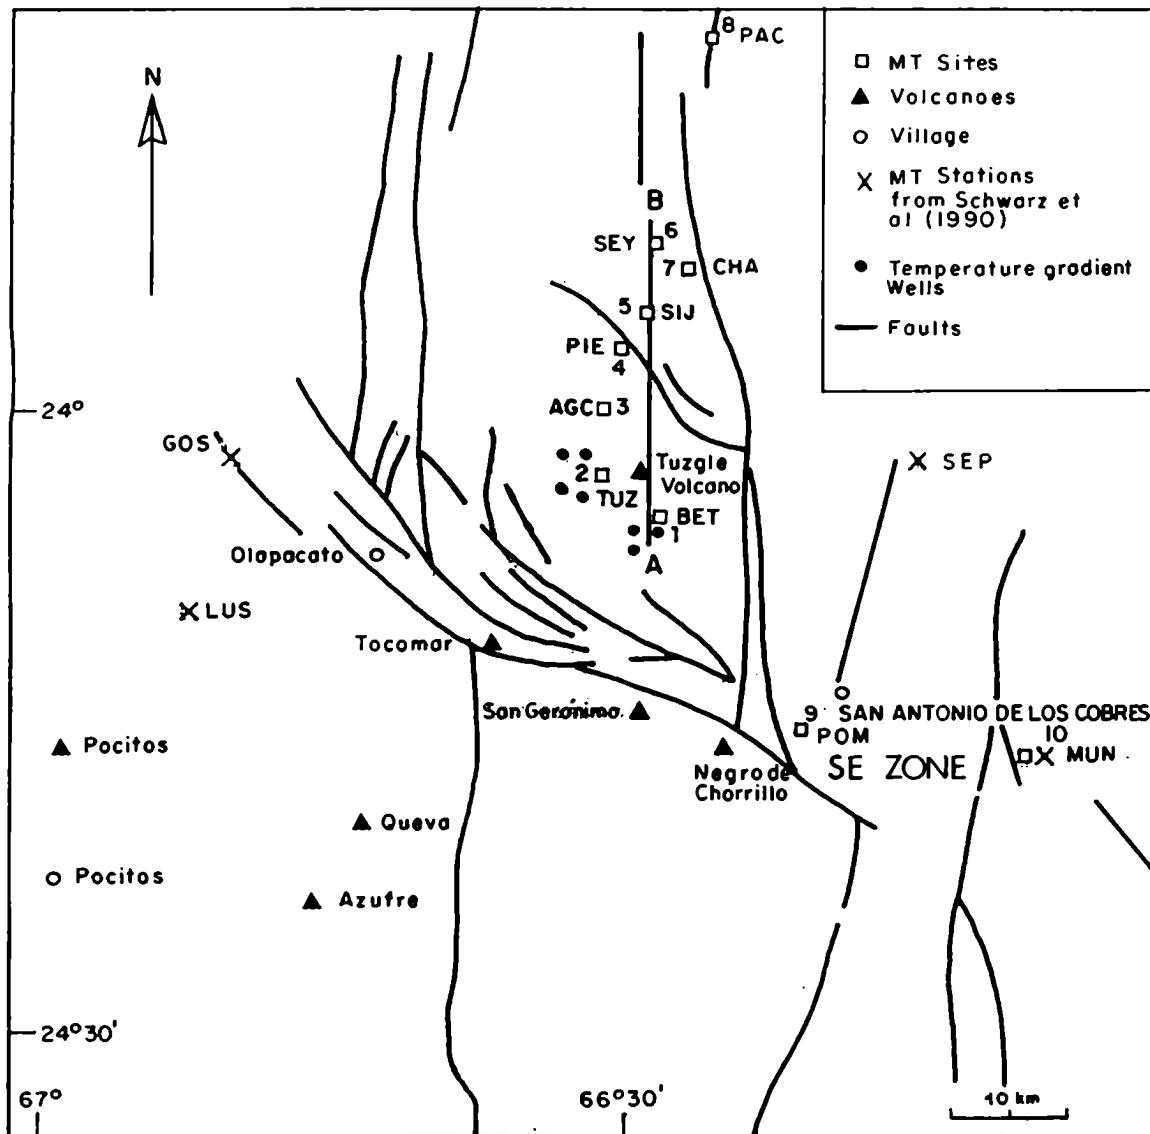 8 PAC
N
MT Sites
Volcanoes
Village
MT Stations
from Schwarz et
al (1990)
Temperature gradient
Wells
Faults
B
6
SEY
7 CHA
5 SIJ
PIE
4
24°
AGC 3
GOS
Tuzgle
Volcano
2
TUZ
SEP
BET
1
Olapacato
A
LUS
Tocomar
San Gerónimo
9 SAN ANTONIO DE LOS COBRES
POM
10
MUN
SE ZONE
Pocitos
Negro de
Chorrillo
Queva
Pocitos
Azufre
24°30'
67°
66°30'
10 km